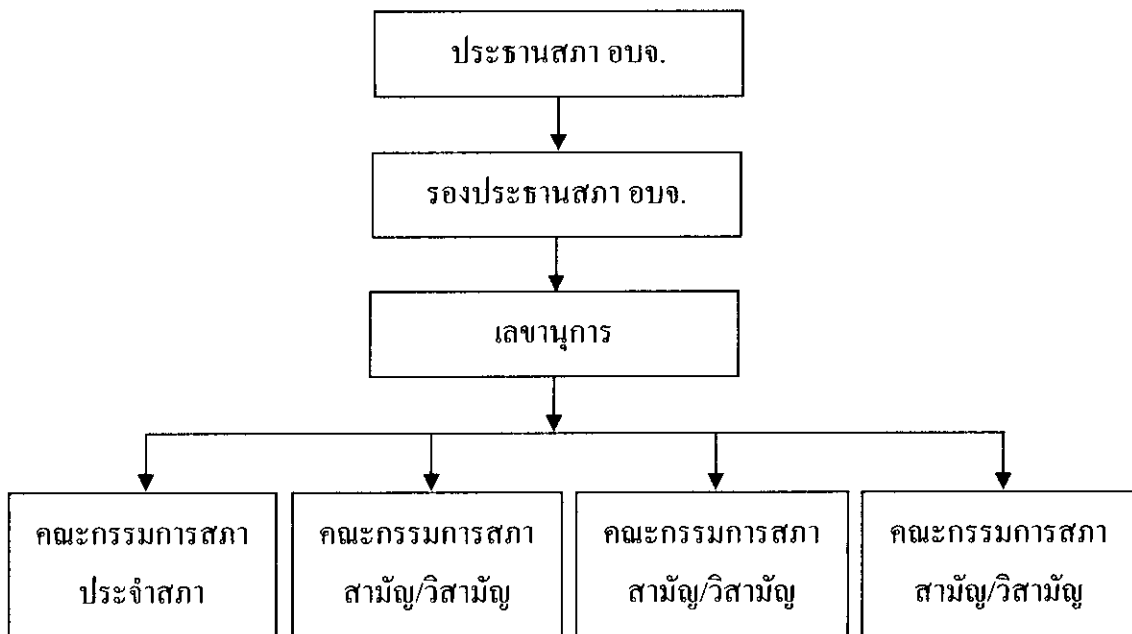 ประธานสภา อบจ.
รองประธานสภา อบจ.
เลขานุการ
คณะกรรมการสภา
ประจำสภา
คณะกรรมการสภา
สามัญ/วิสามัญ
คณะกรรมการสภา
สามัญ/วิสามัญ
คณะกรรมการสภา
สามัญ/วิสามัญ